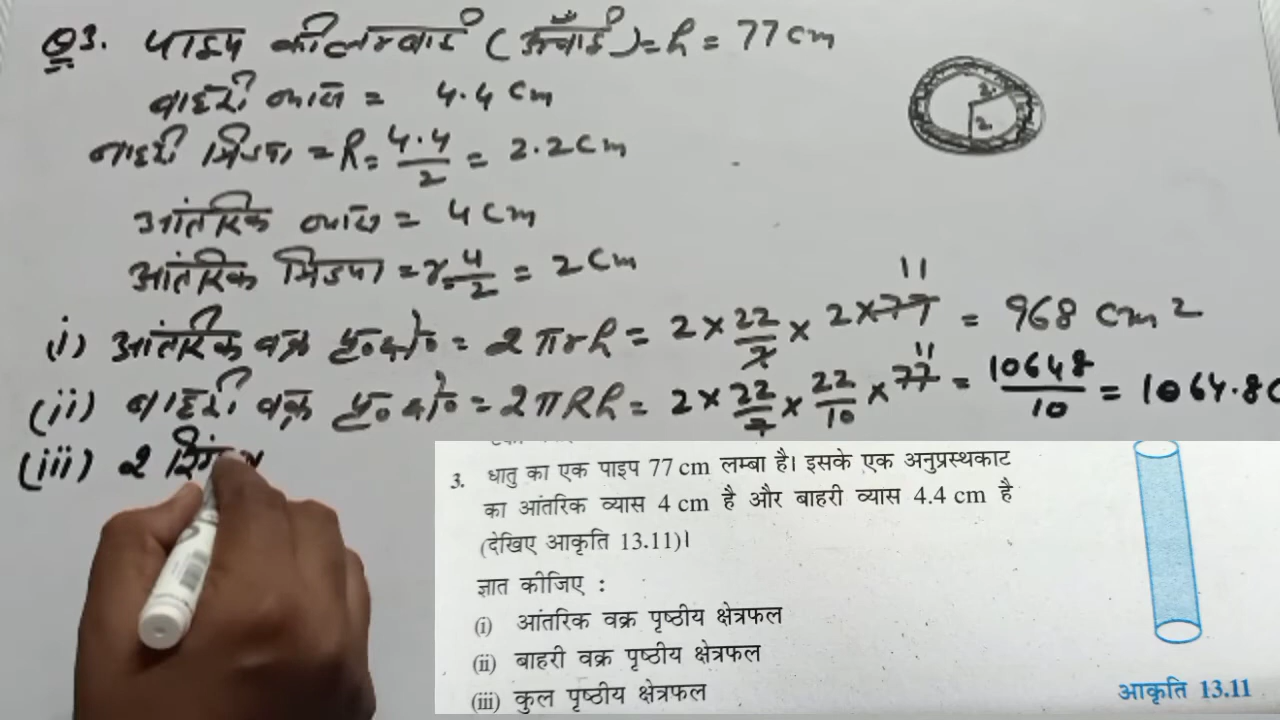 Q3. पाइप की लम्बाई (ऊँचाई) = h = 77 cm
बाहरी व्यास = 4.4 cm
बाहरी त्रिज्या = R = 4.4/2 = 2.2 cm
आंतरिक व्यास = 4 cm
आंतरिक त्रिज्या = r = 4/2 = 2 cm
(i) आंतरिक वक्र पृ० क्षे० = 2πrh = 2 × 22/7 × 2 × 77 11 = 968 cm2
(ii) बाहरी वक्र पृ० क्षे० = 2πRh = 2 × 22/7 × 22/10 × 77 11 = 10648/10 = 1064.8
(iii) 2
3. धातु का एक पाइप 77 cm लम्बा है। इसके एक अनुप्रस्थकाट
का आंतरिक व्यास 4 cm है और बाहरी व्यास 4.4 cm है
(देखिए आकृति 13.11)।
ज्ञात कीजिए :
(i) आंतरिक वक्र पृष्ठीय क्षेत्रफल
(ii) बाहरी वक्र पृष्ठीय क्षेत्रफल
(iii) कुल पृष्ठीय क्षेत्रफल
आकृति 13.11